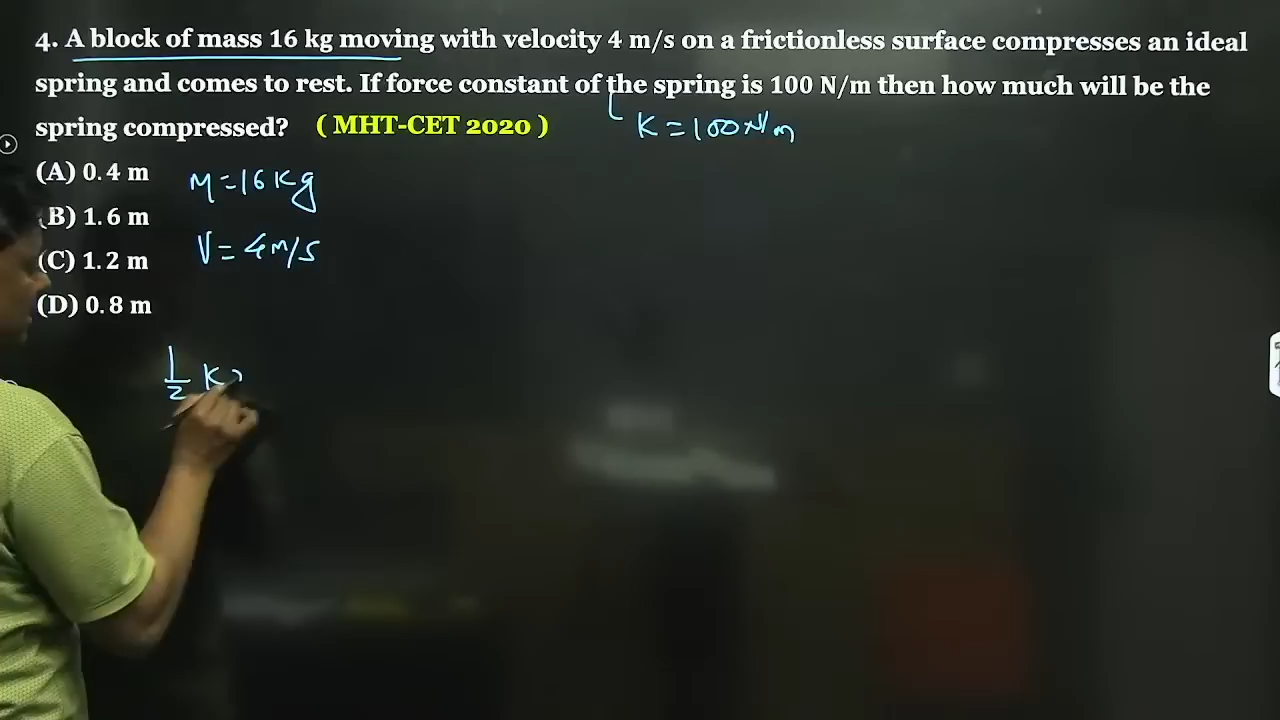 4. A block of mass 16 kg moving with velocity 4 m/s on a frictionless surface compresses an ideal
spring and comes to rest. If force constant of the spring is 100 N/m then how much will be the
spring compressed? ( MHT-CET 2020 )
K = 100 N/m
(A) 0.4 m
M = 16 Kg
(B) 1.6 m
V = 4 m/s
(C) 1.2 m
(D) 0.8 m
1/2 K